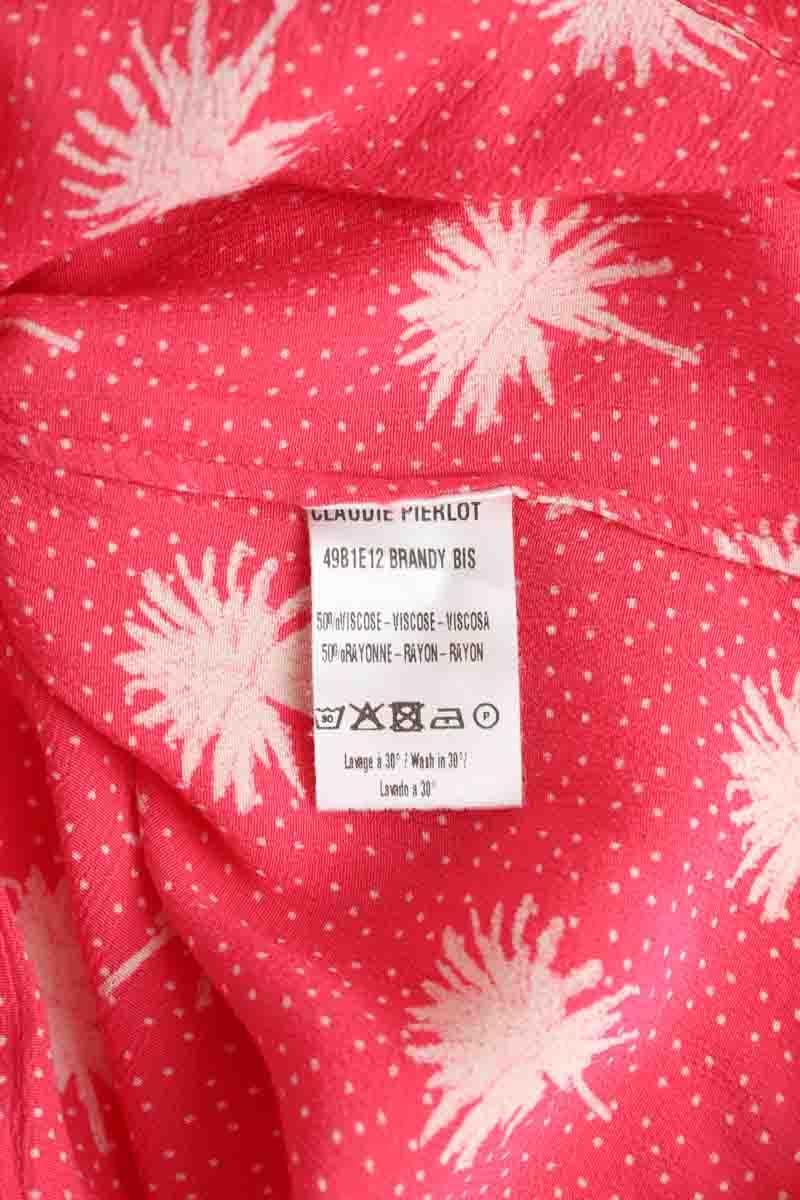 CLAUDIE PIERLOT
49B1E12 BRANDY BIS
50%VISCOSE-VISCOSE-VISCOSA
50%RAYONNE-RAYON-RAYON
30 P
Lavage à 30° / Wash in 30°/
Lavado a 30°